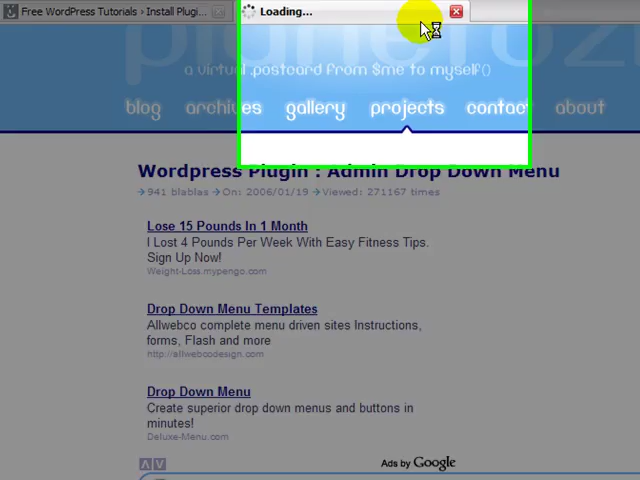 Free WordPress Tutorials › Install Plugi...
Loading...
a virtual .postcard from $me to myself()
blog archives gallery projects contact about
Wordpress Plugin : Admin Drop Down Menu
941 blablas On: 2006/01/19 Viewed: 271167 times
Lose 15 Pounds In 1 Month
I Lost 4 Pounds Per Week With Easy Fitness Tips.
Sign Up Now!
Weight-Loss.mypengo.com
Drop Down Menu Templates
Allwebco complete menu driven sites Instructions,
forms, Flash and more
http://allwebcodesign.com
Drop Down Menu
Create superior drop down menus and buttons in
minutes!
Deluxe-Menu.com
Ads by Google